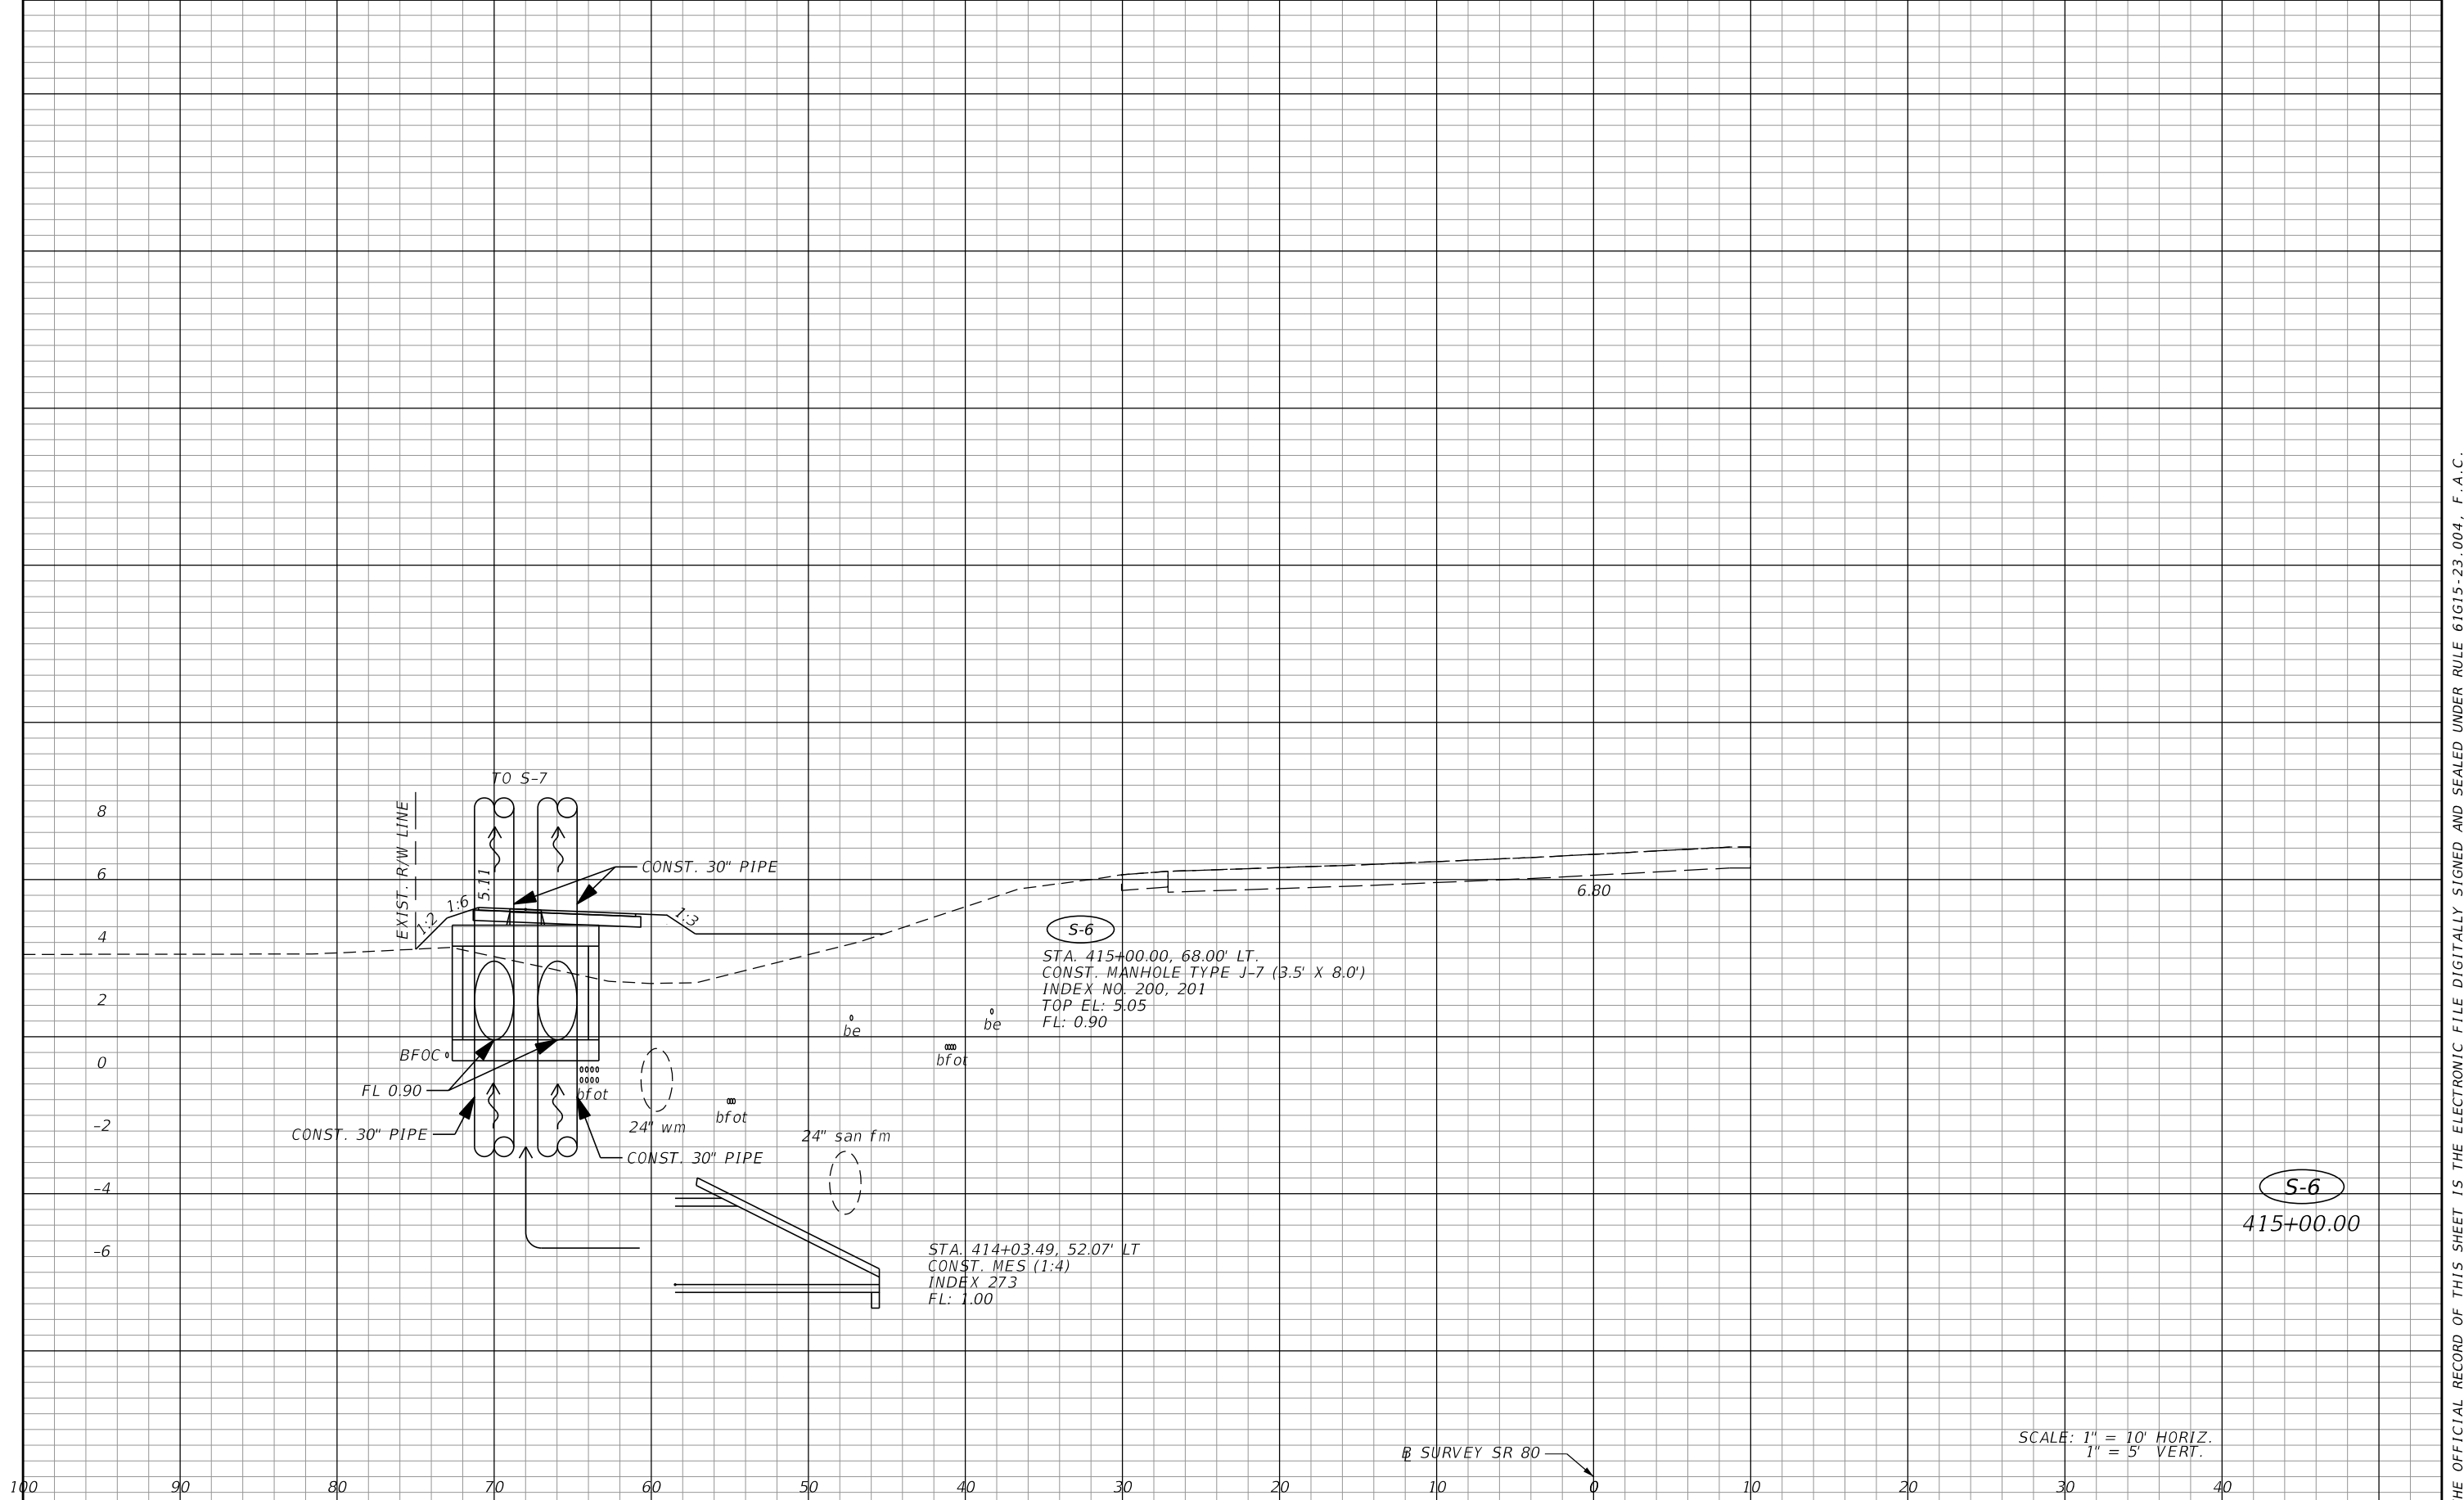 TO S-7
EXIST. R/W LINE
8
6
4
2
0
-2
-4
-6
1:2
1:6
5.11
1:3
CONST. 30" PIPE
6.80
S-6
STA. 415+00.00, 68.00' LT.
CONST. MANHOLE TYPE J-7 (3.5' X 8.0')
INDEX NO. 200, 201
TOP EL: 5.05
FL: 0.90
be
be
bfot
BFOC
FL 0.90
bfot
bfot
24" wm
24" san fm
CONST. 30" PIPE
CONST. 30" PIPE
STA. 414+03.49, 52.07' LT
CONST. MES (1:4)
INDEX 273
FL: 1.00
S-6
415+00.00
SCALE: 1" = 10' HORIZ.
1" = 5' VERT.
BL SURVEY SR 80
100 90 80 70 60 50 40 30 20 10 0 10 20 30 40
HE OFFICIAL RECORD OF THIS SHEET IS THE ELECTRONIC FILE DIGITALLY SIGNED AND SEALED UNDER RULE 61G15-23.004, F.A.C.